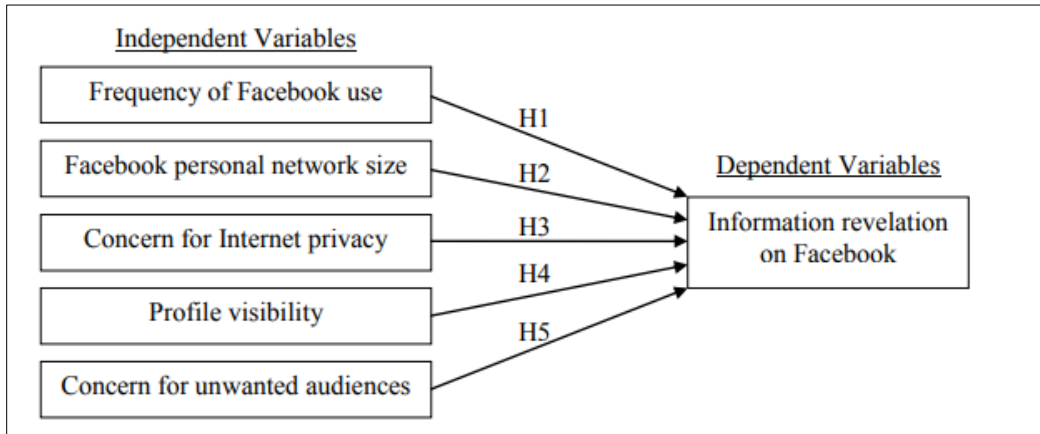 Independent Variables
Frequency of Facebook use
H1
Facebook personal network size
H2
Concern for Internet privacy
H3
Profile visibility
H4
Concern for unwanted audiences
H5
Dependent Variables
Information revelation
on Facebook